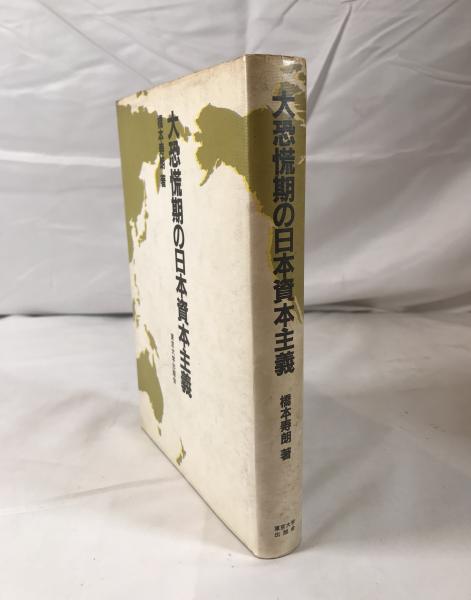 大恐慌期の日本資本主義
橋本寿朗 著
東京大学出版会
大恐慌期の日本資本主義
橋本寿朗 著
東京大学
出版会